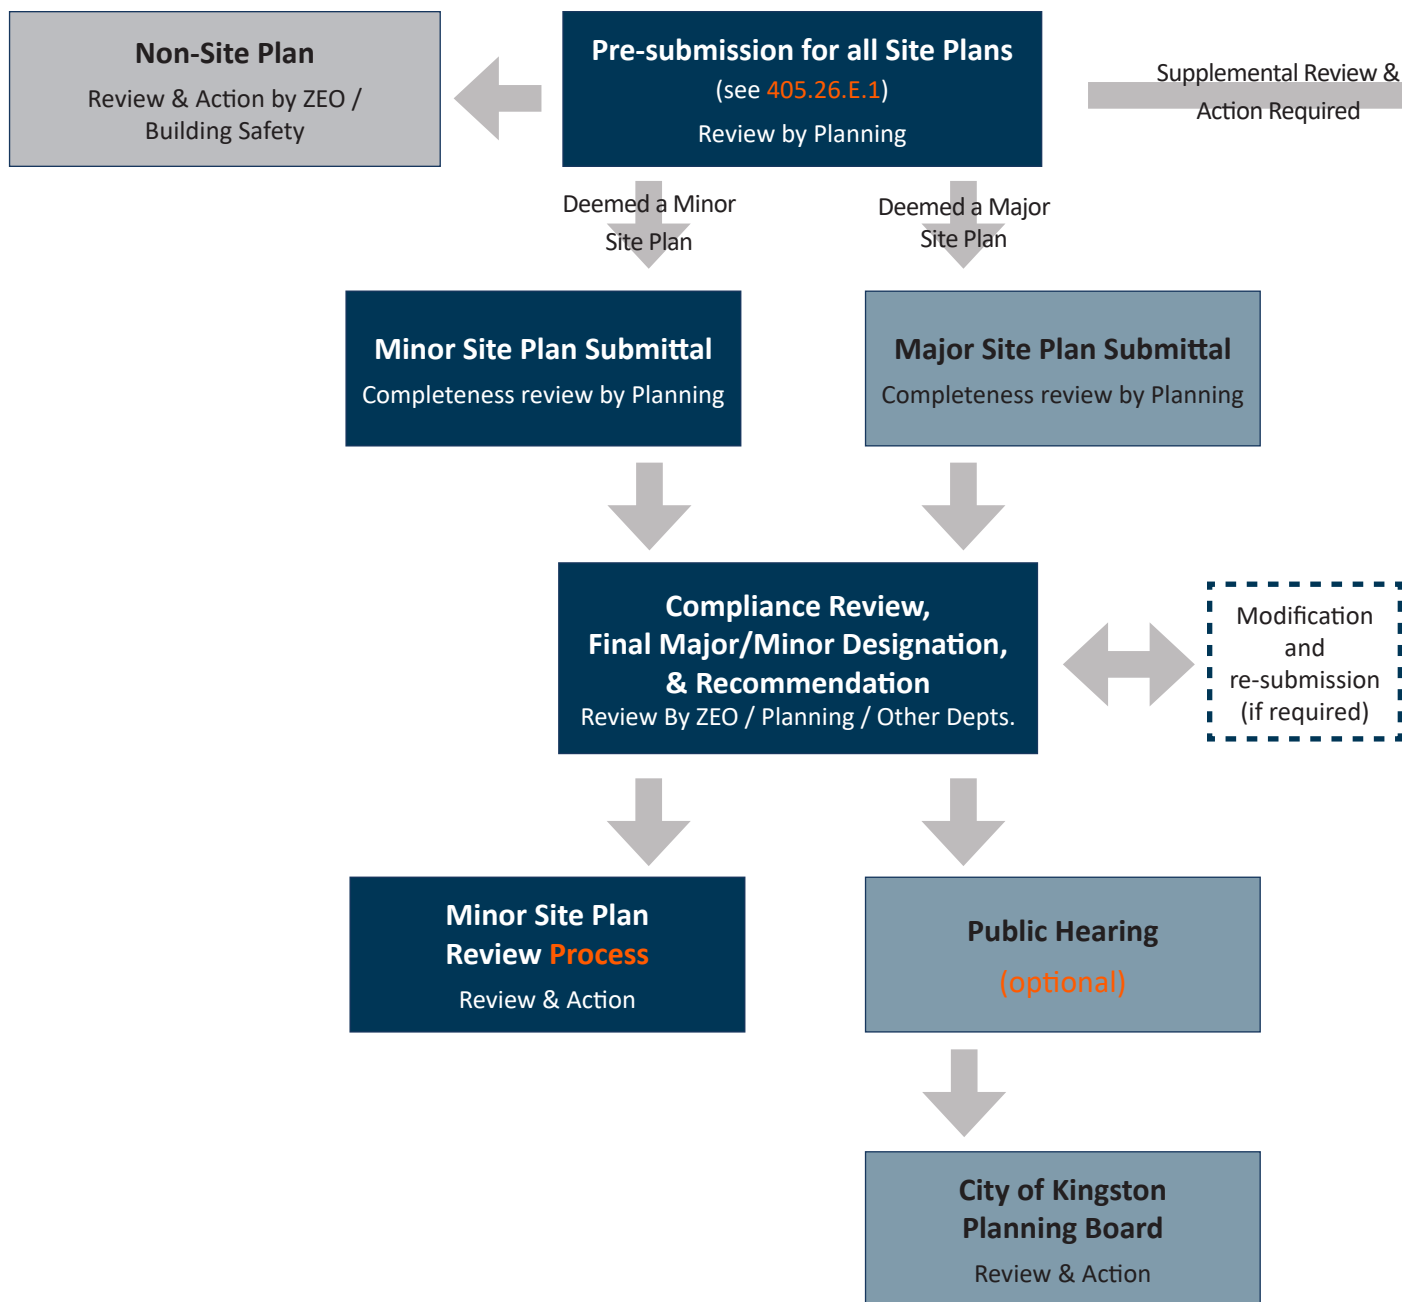 Non-Site Plan
Review & Action by ZEO /
Building Safety
Pre-submission for all Site Plans
(see 405.26.E.1)
Review by Planning
Supplemental Review &
Action Required
Deemed a Minor
Site Plan
Deemed a Major
Site Plan
Minor Site Plan Submittal
Completeness review by Planning
Major Site Plan Submittal
Completeness review by Planning
Compliance Review,
Final Major/Minor Designation,
& Recommendation
Review By ZEO / Planning / Other Depts.
Modification
and
re-submission
(if required)
Minor Site Plan
Review Process
Review & Action
Public Hearing
(optional)
City of Kingston
Planning Board
Review & Action